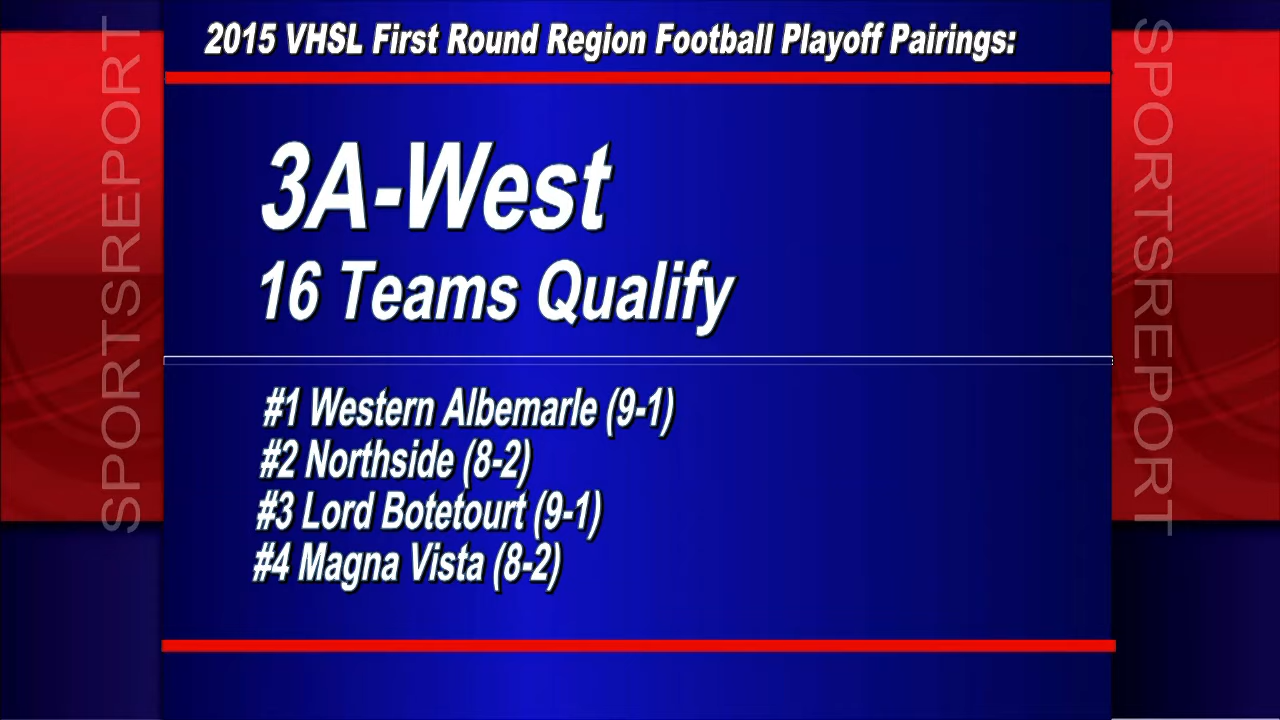 2015 VHSL First Round Region Football Playoff Pairings:
SPORTSREPORT
SPORTSREPORT
3A-West
16 Teams Qualify
#1 Western Albemarle (9-1)
#2 Northside (8-2)
#3 Lord Botetourt (9-1)
#4 Magna Vista (8-2)